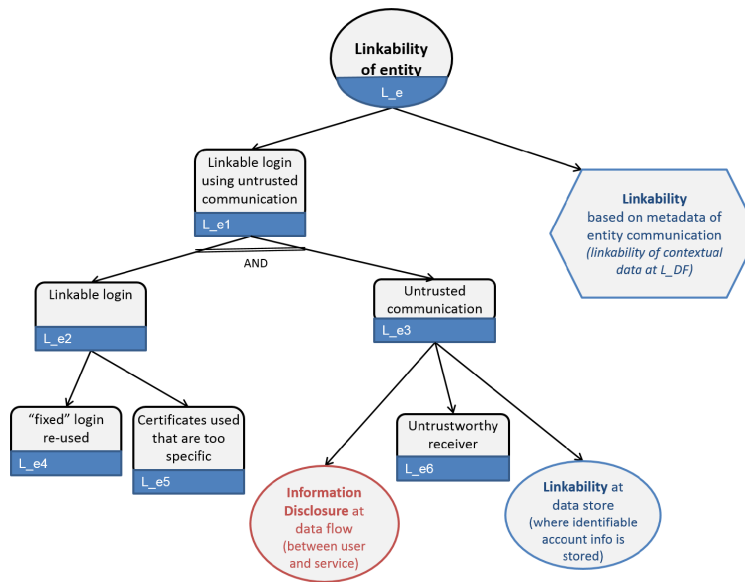 Linkability
of entity
L_e
Linkable login
using untrusted
communication
L_e1
Linkability
based on metadata of
entity communication
(linkability of contextual
data at L_DF)
AND
Linkable login
L_e2
Untrusted
communication
L_e3
“fixed” login
re-used
L_e4
Certificates used
that are too
specific
L_e5
Untrustworthy
receiver
L_e6
Information
Disclosure at
data flow
(between user
and service)
Linkability at
data store
(where identifiable
account info is
stored)